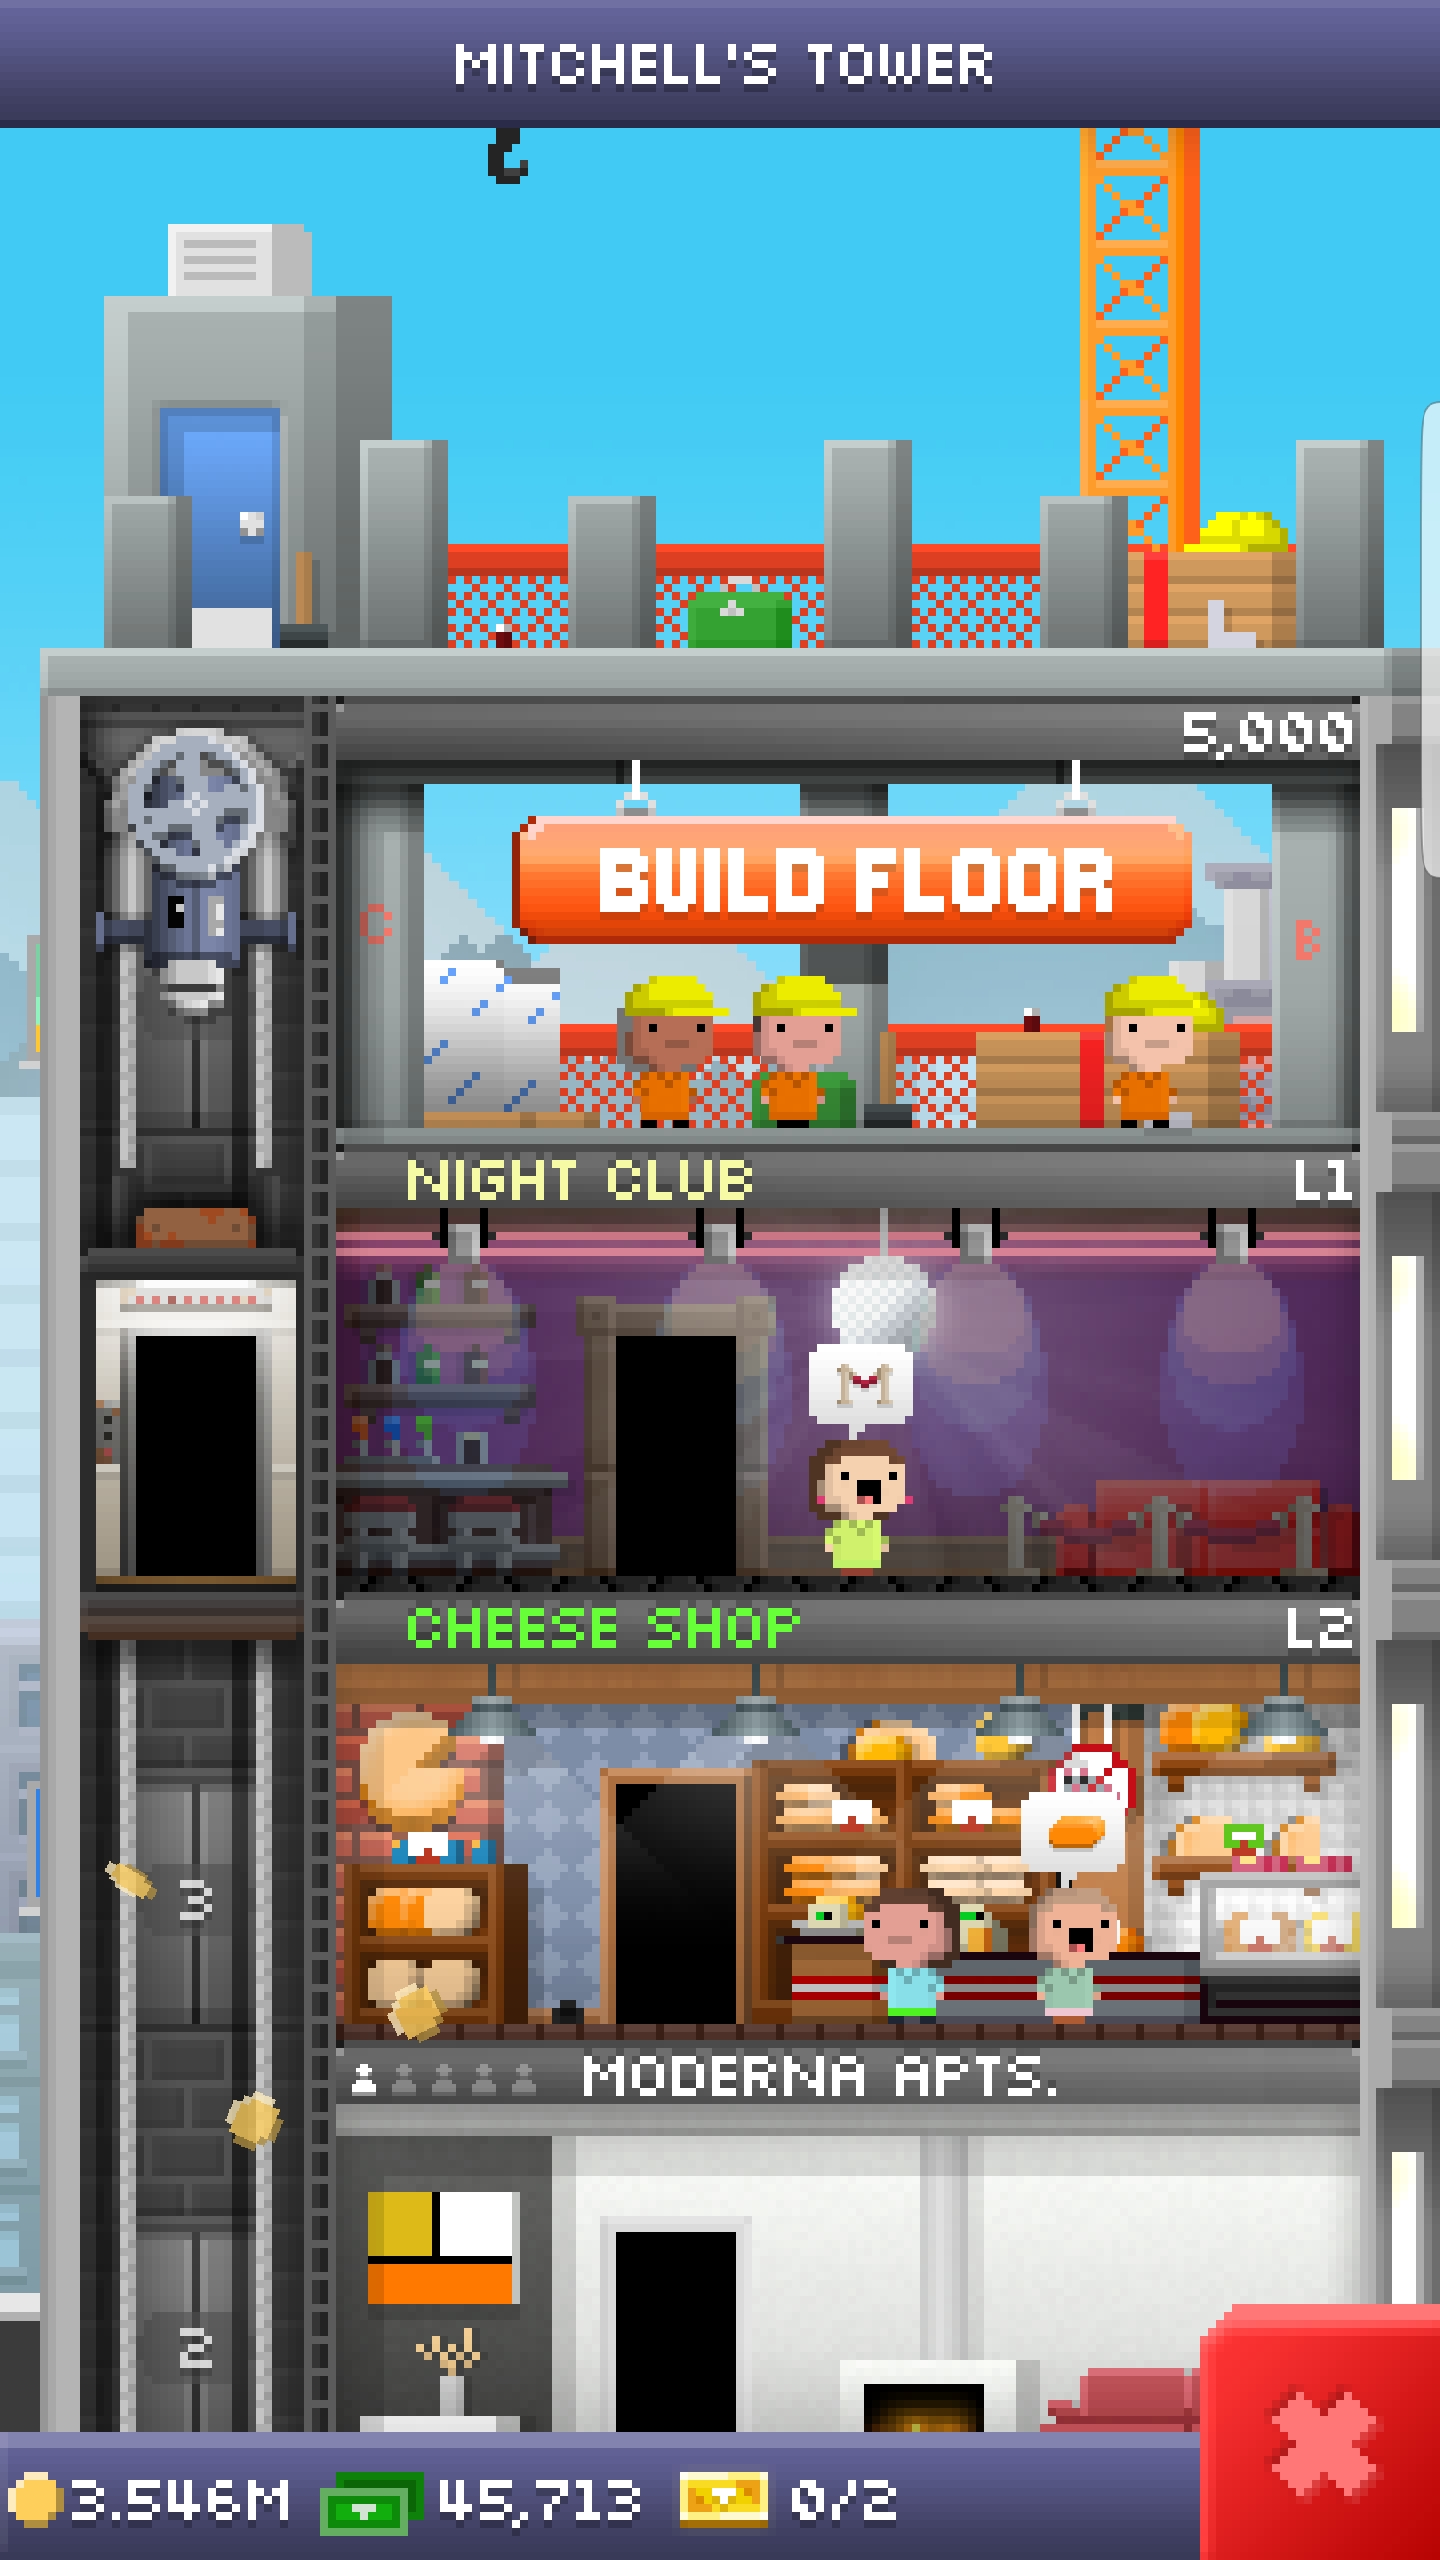 MITCHELL'S TOWER
5,000
BUILD FLOOR
C
B
NIGHT CLUB L1
CHEESE SHOP L2
3
MODERNA APTS.
2
3.546M 45,713 0/2